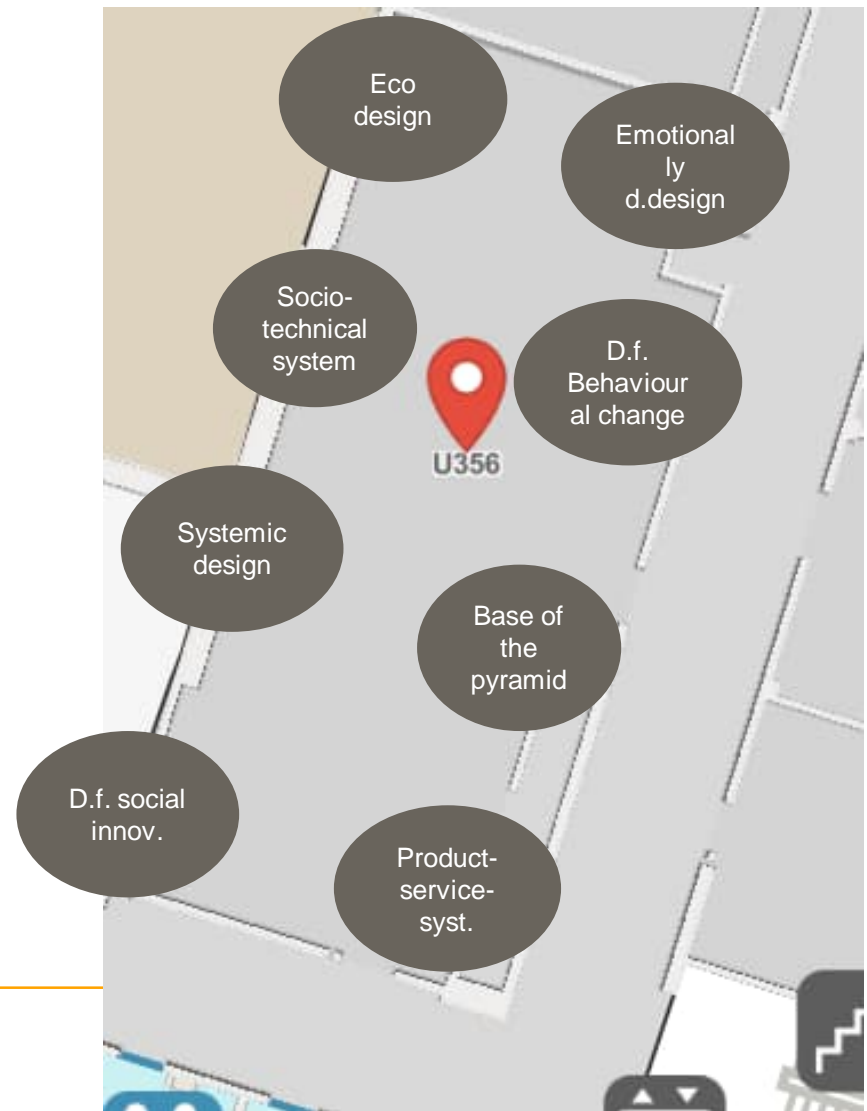 Eco
design
Emotional
ly
d.design
Socio-
technical
system
D.f.
Behaviour
al change
U356
Systemic
design
Base of
the
pyramid
D.f. social
innov.
Product-
service-
syst.